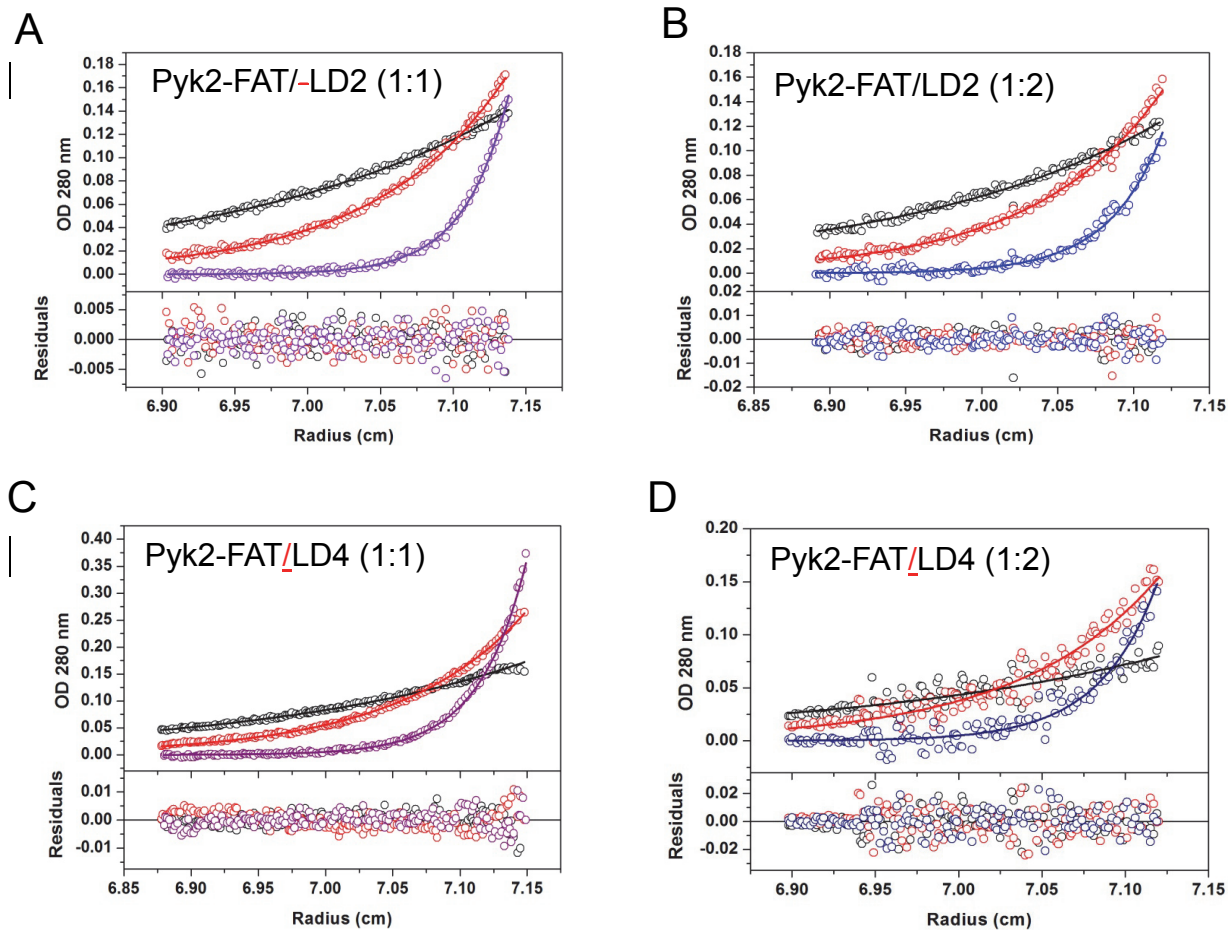 A
Pyk2-FAT/-LD2 (1:1)
OD 280 nm
0.18
0.16
0.14
0.12
0.10
0.08
0.06
0.04
0.02
0.00
Residuals
0.005
0.000
-0.005
6.90 6.95 7.00 7.05 7.10 7.15
Radius (cm)
B
Pyk2-FAT/LD2 (1:2)
OD 280 nm
0.18
0.16
0.14
0.12
0.10
0.08
0.06
0.04
0.02
0.00
Residuals
0.02
0.01
0.00
-0.01
-0.02
6.85 6.90 6.95 7.00 7.05 7.10 7.15
Radius (cm)
C
Pyk2-FAT/LD4 (1:1)
OD 280 nm
0.40
0.35
0.30
0.25
0.20
0.15
0.10
0.05
0.00
Residuals
0.01
0.00
-0.01
6.85 6.90 6.95 7.00 7.05 7.10 7.15
Radius (cm)
D
Pyk2-FAT/LD4 (1:2)
OD 280 nm
0.20
0.15
0.10
0.05
0.00
Residuals
0.02
0.00
-0.02
6.90 6.95 7.00 7.05 7.10 7.15
Radius (cm)